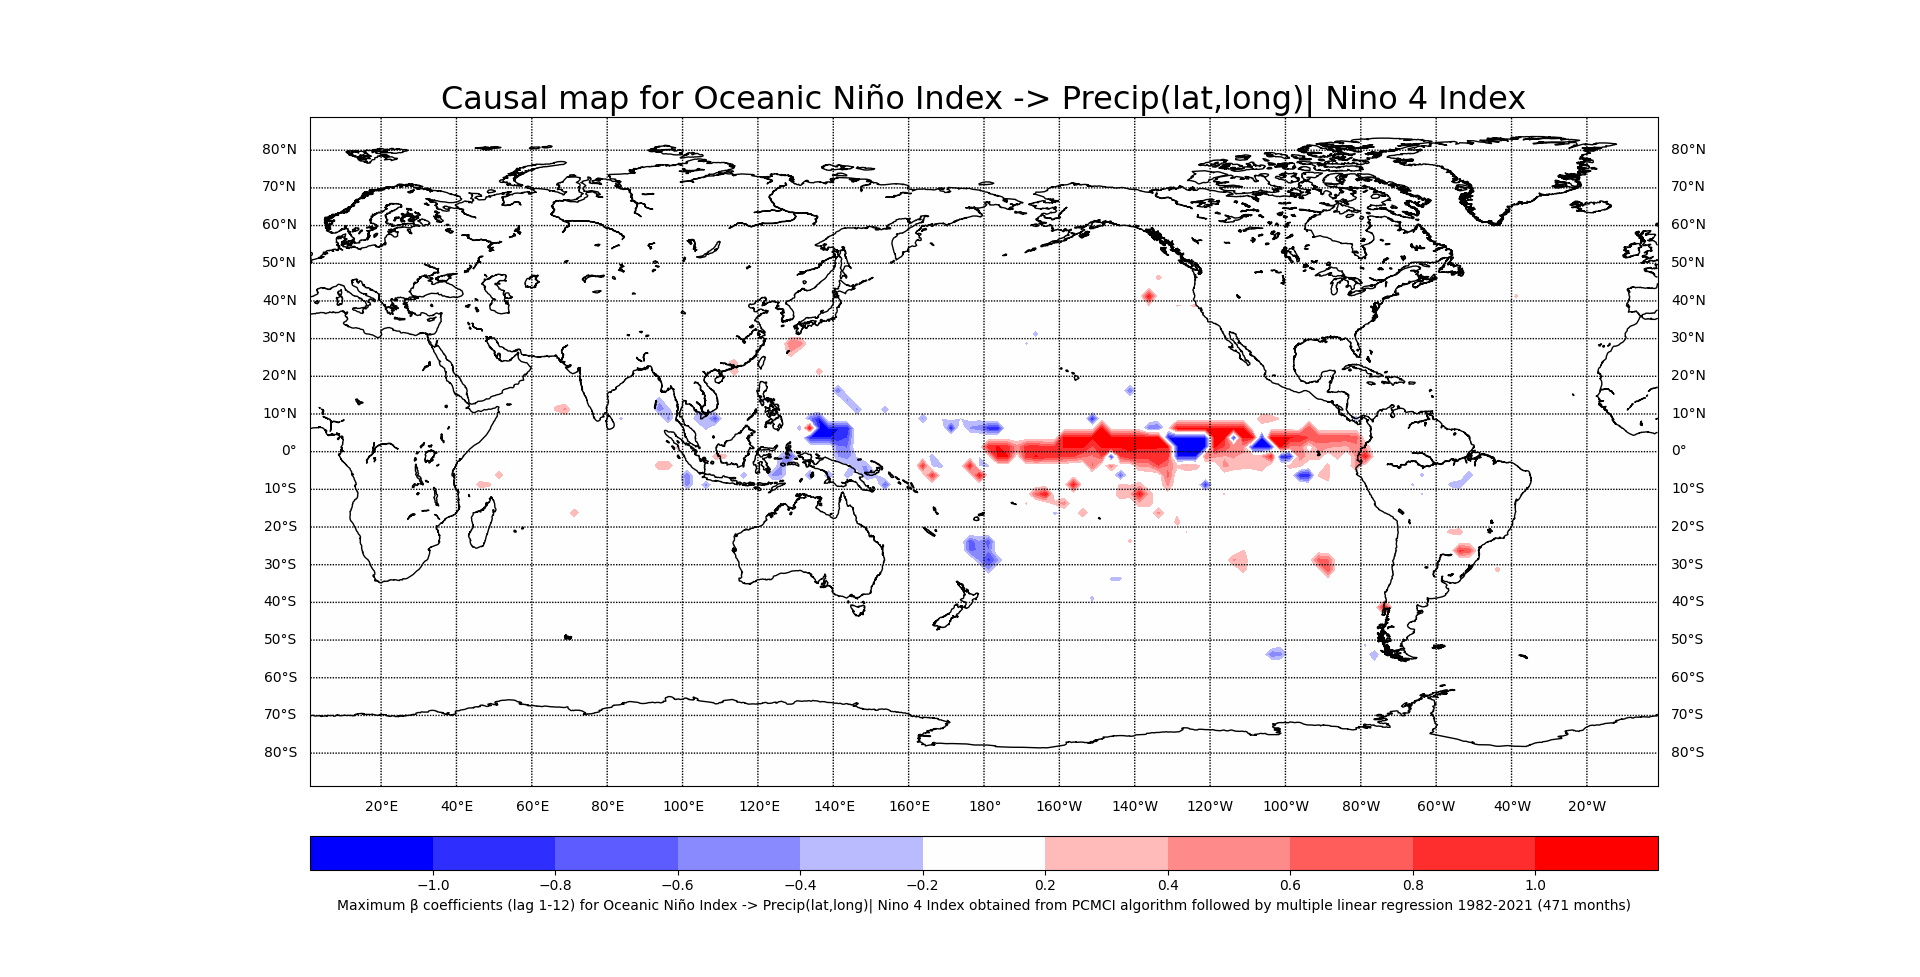 Causal map for Oceanic Niño Index -> Precip(lat,long)| Nino 4 Index
80°N 80°N
70°N 70°N
60°N 60°N
50°N 50°N
40°N 40°N
30°N 30°N
20°N 20°N
10°N 10°N
0° 0°
10°S 10°S
20°S 20°S
30°S 30°S
40°S 40°S
50°S 50°S
60°S 60°S
70°S 70°S
80°S 80°S
20°E 40°E 60°E 80°E 100°E 120°E 140°E 160°E 180° 160°W 140°W 120°W 100°W 80°W 60°W 40°W 20°W
−1.0 −0.8 −0.6 −0.4 −0.2 0.2 0.4 0.6 0.8 1.0
Maximum β coefficients (lag 1-12) for Oceanic Niño Index -> Precip(lat,long)| Nino 4 Index obtained from PCMCI algorithm followed by multiple linear regression 1982-2021 (471 months)